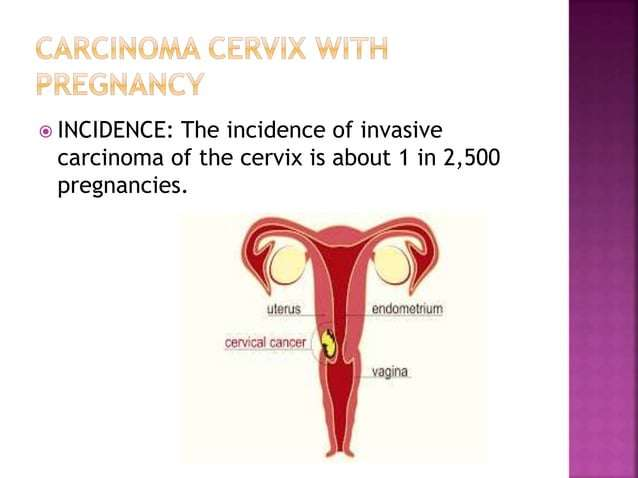 CARCINOMA CERVIX WITH
PREGNANCY
INCIDENCE: The incidence of invasive
carcinoma of the cervix is about 1 in 2,500
pregnancies.
uterus
endometrium
cervical cancer
vagina